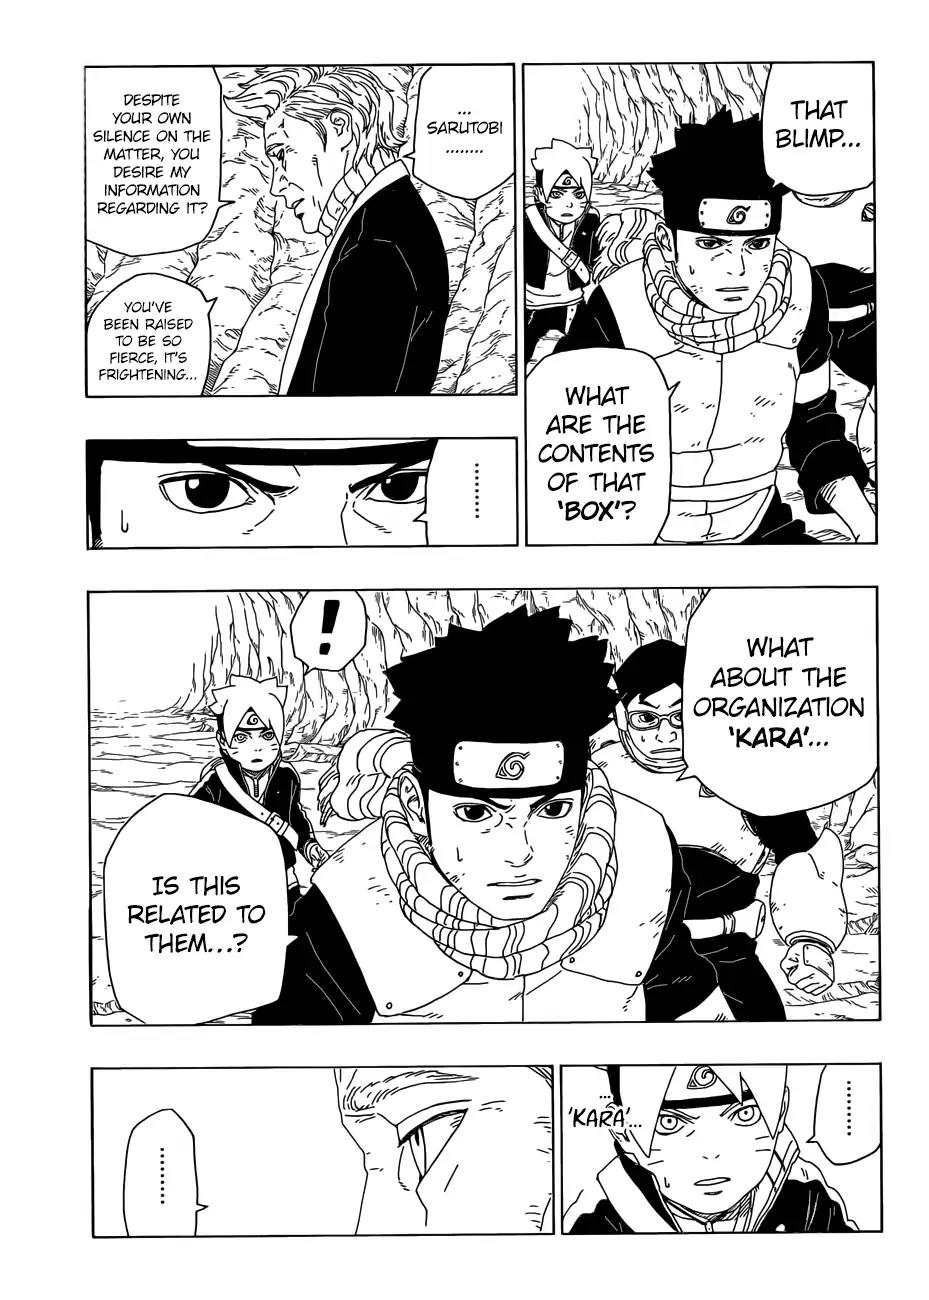 THAT
BLIMP...
WHAT
ARE THE
CONTENTS
OF THAT
'BOX'?
...
SARUTOBI
........
DESPITE
YOUR OWN
SILENCE ON
THE
MATTER, YOU
DESIRE MY
INFORMATION
REGARDING IT?
YOU'VE
BEEN RAISED
TO BE SO
FIERCE, IT'S
FRIGHTENING...
........
WHAT
ABOUT THE
ORGANIZATION
'KARA'...
!
IS THIS
RELATED TO
THEM...?
........
...
'KARA'...
........